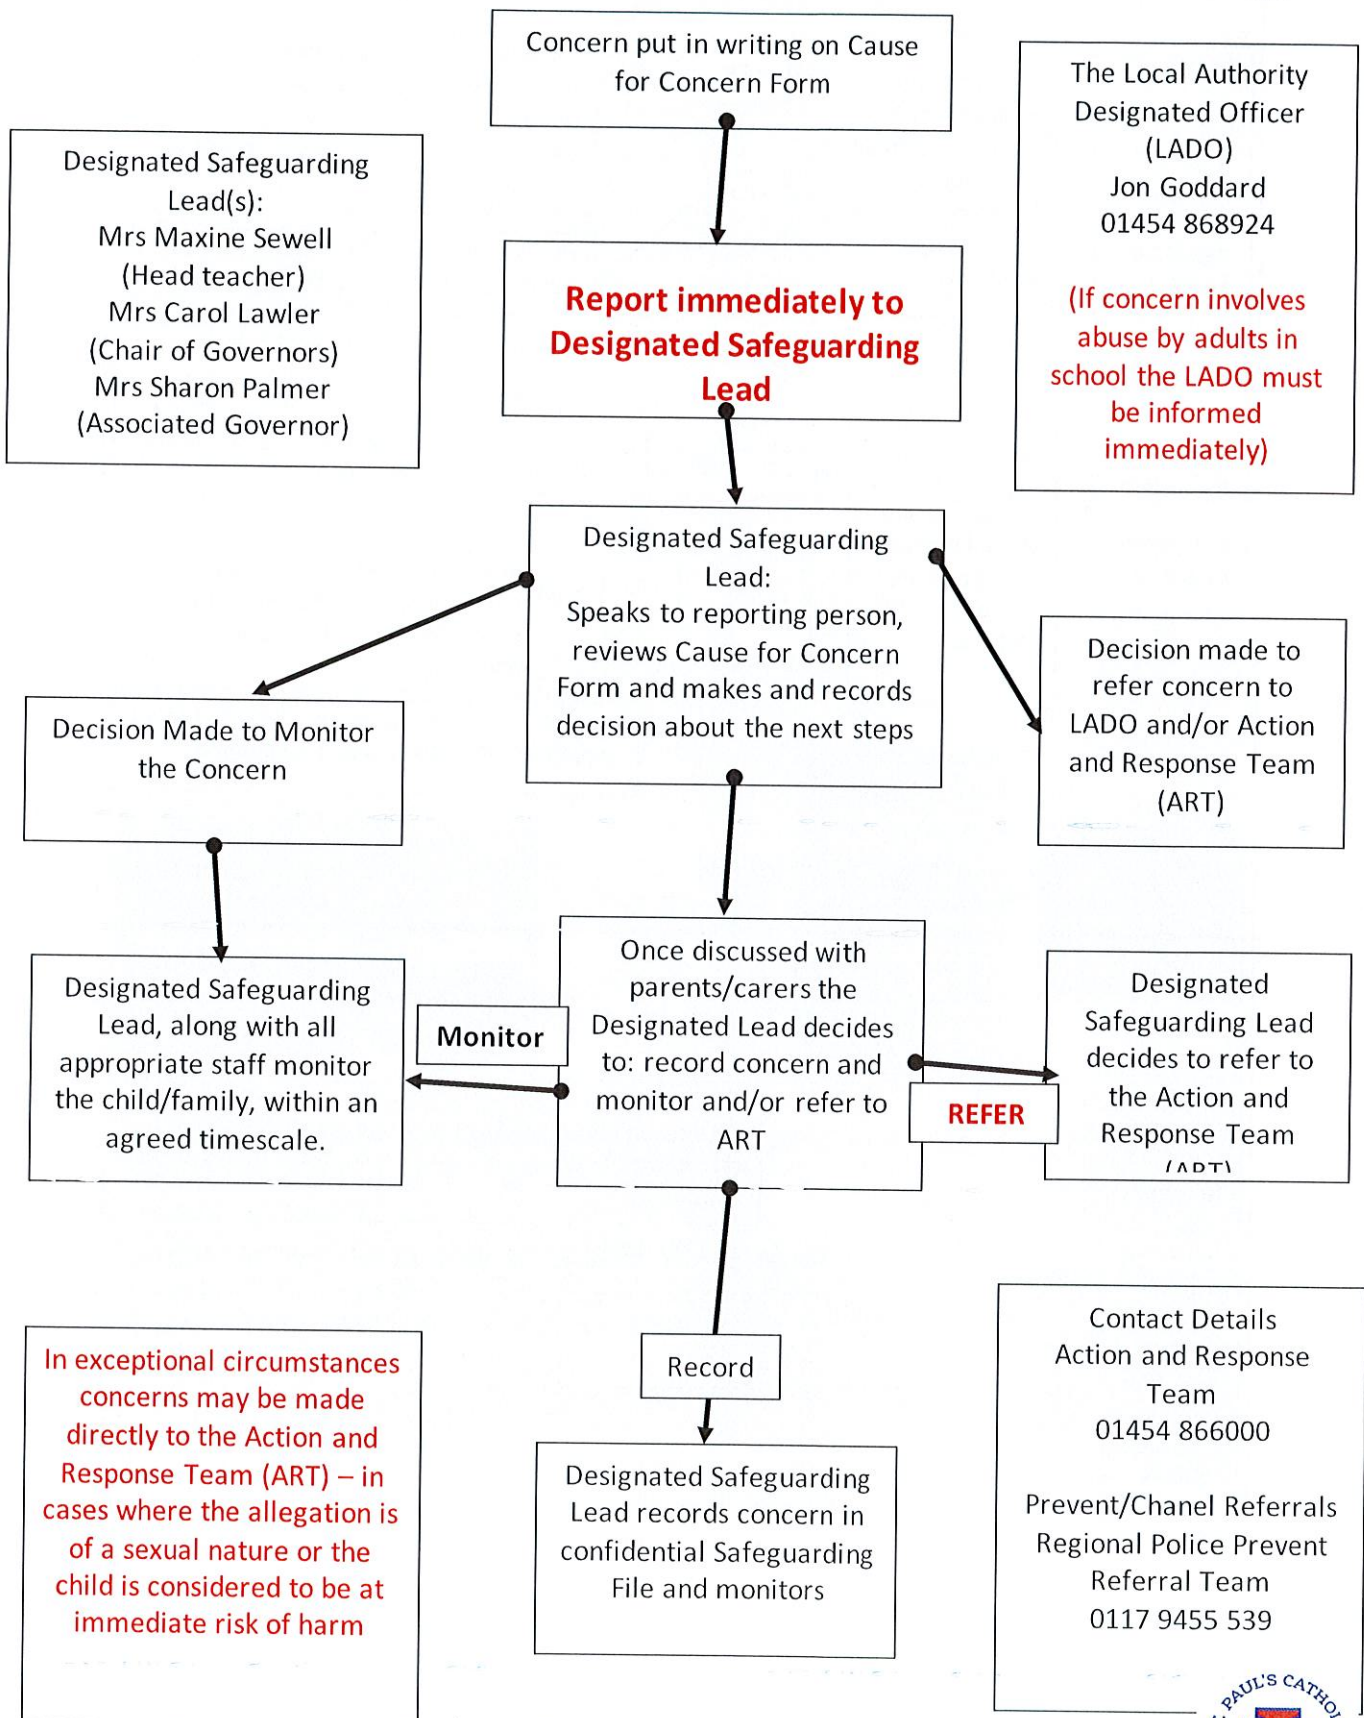 Concern put in writing on Cause
for Concern Form
The Local Authority
Designated Officer
(LADO)
Jon Goddard
01454 868924
(If concern involves
abuse by adults in
school the LADO must
be informed
immediately)
Designated Safeguarding
Lead(s):
Mrs Maxine Sewell
(Head teacher)
Mrs Carol Lawler
(Chair of Governors)
Mrs Sharon Palmer
(Associated Governor)
Report immediately to
Designated Safeguarding
Lead
Designated Safeguarding
Lead:
Speaks to reporting person,
reviews Cause for Concern
Form and makes and records
decision about the next steps
Decision made to
refer concern to
LADO and/or Action
and Response Team
(ART)
Decision Made to Monitor
the Concern
Designated Safeguarding
Lead, along with all
appropriate staff monitor
the child/family, within an
agreed timescale.
Monitor
Once discussed with
parents/carers the
Designated Lead decides
to: record concern and
monitor and/or refer to
ART
REFER
Designated
Safeguarding Lead
decides to refer to
the Action and
Response Team
(ART)
Record
Designated Safeguarding
Lead records concern in
confidential Safeguarding
File and monitors
In exceptional circumstances
concerns may be made
directly to the Action and
Response Team (ART) – in
cases where the allegation is
of a sexual nature or the
child is considered to be at
immediate risk of harm
Contact Details
Action and Response
Team
01454 866000
Prevent/Chanel Referrals
Regional Police Prevent
Referral Team
0117 9455 539
PAUL'S